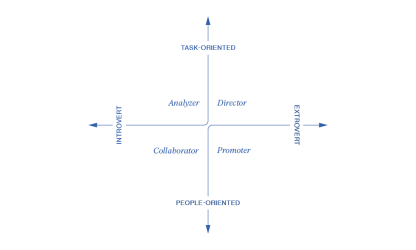 TASK-ORIENTED
Analyzer
Director
INTROVERT
EXTROVERT
Collaborator
Promoter
PEOPLE-ORIENTED